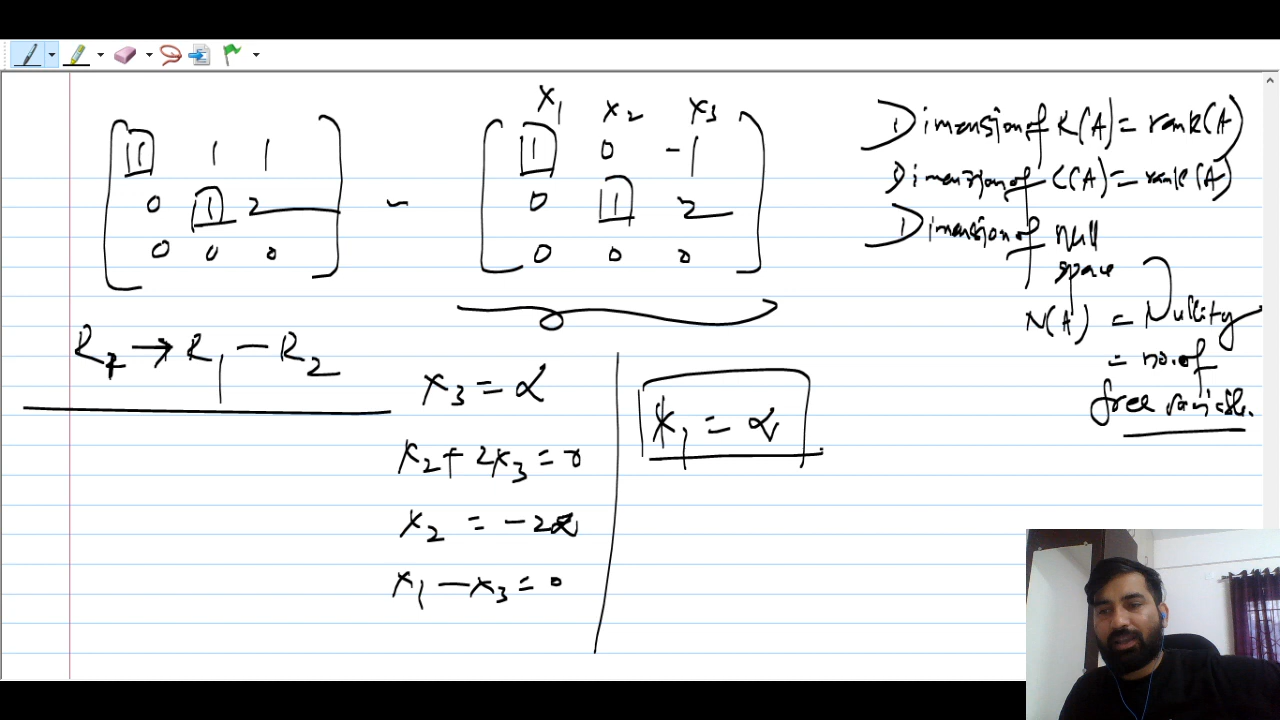 1 1 1
0 1 2
0 0 0
~
x1 x2 x3
1 0 -1
0 1 2
0 0 0
R1 → R1 - R2
x3 = α
x2 + 2x3 = 0
x2 = -2α
x1 - x3 = 0
x1 = α
Dimension of R(A) = rank(A)
Dimension of C(A) = rank(A)
Dimension of Null
space
N(A) = Nullity
= no. of
free variable.